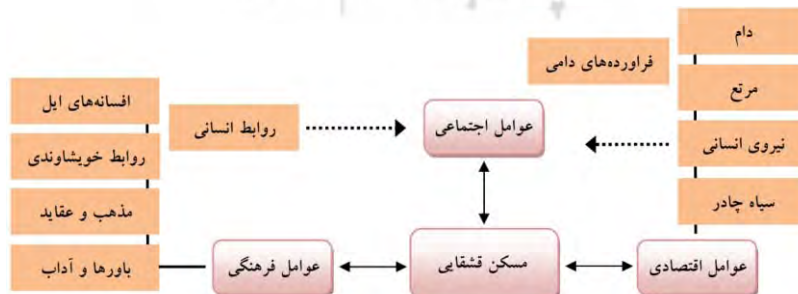 دام
فراورده‌های دامی
مرتع
افسانه‌های ایل
روابط انسانی
عوامل اجتماعی
نیروی انسانی
روابط خویشاوندی
سیاه چادر
مذهب و عقاید
باورها و آداب
عوامل فرهنگی
مسکن قشقایی
عوامل اقتصادی